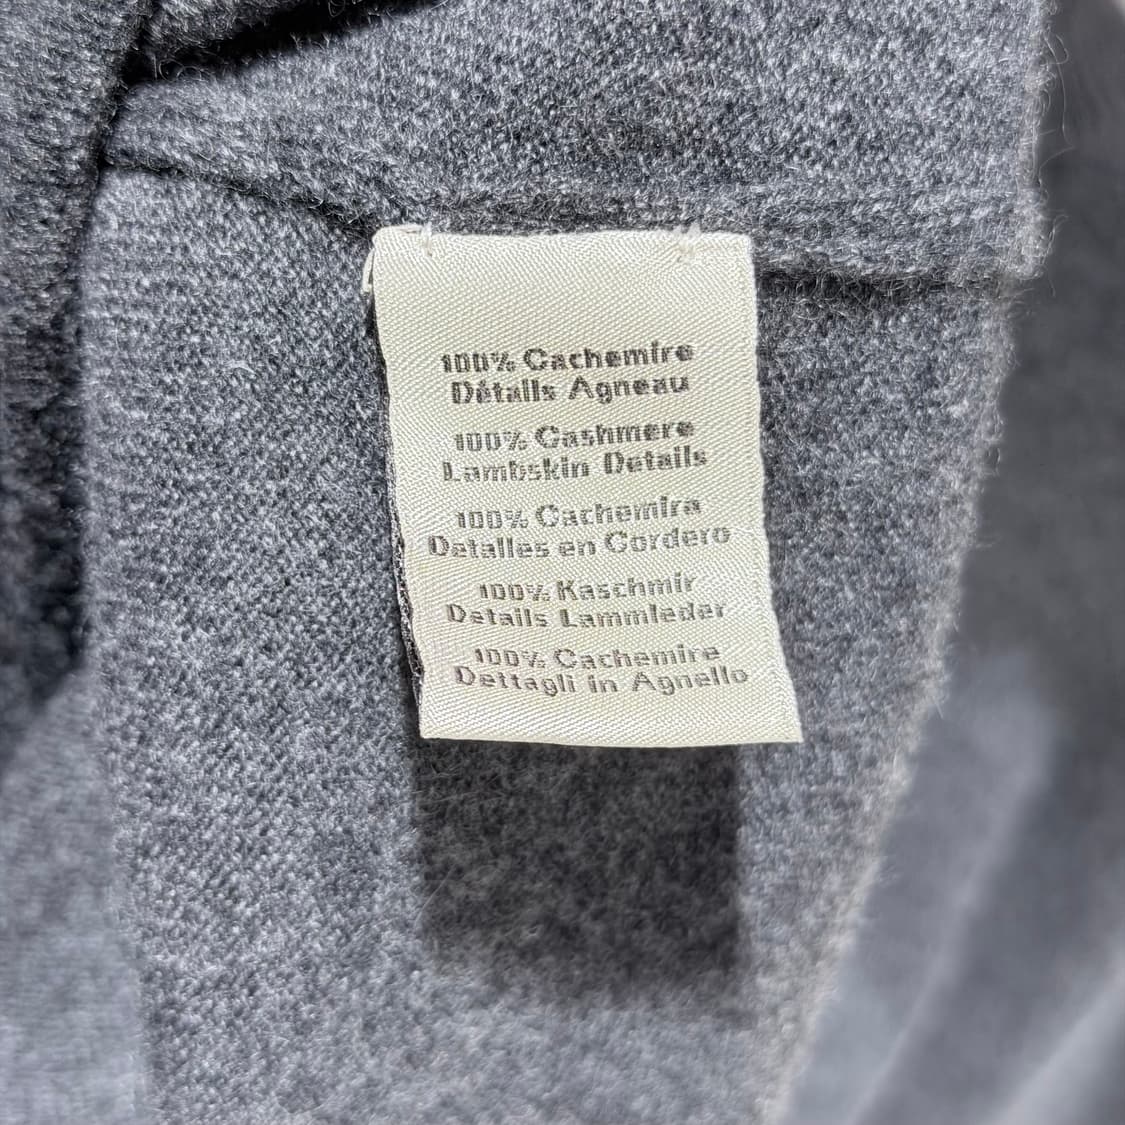 100% Cachemire
Détails Agneau
100% Cashmere
Lambskin Details
100% Cachemira
Detalles en Cordero
100% Kaschmir
Details Lammleder
100% Cachemire
Dettagli in Agnello